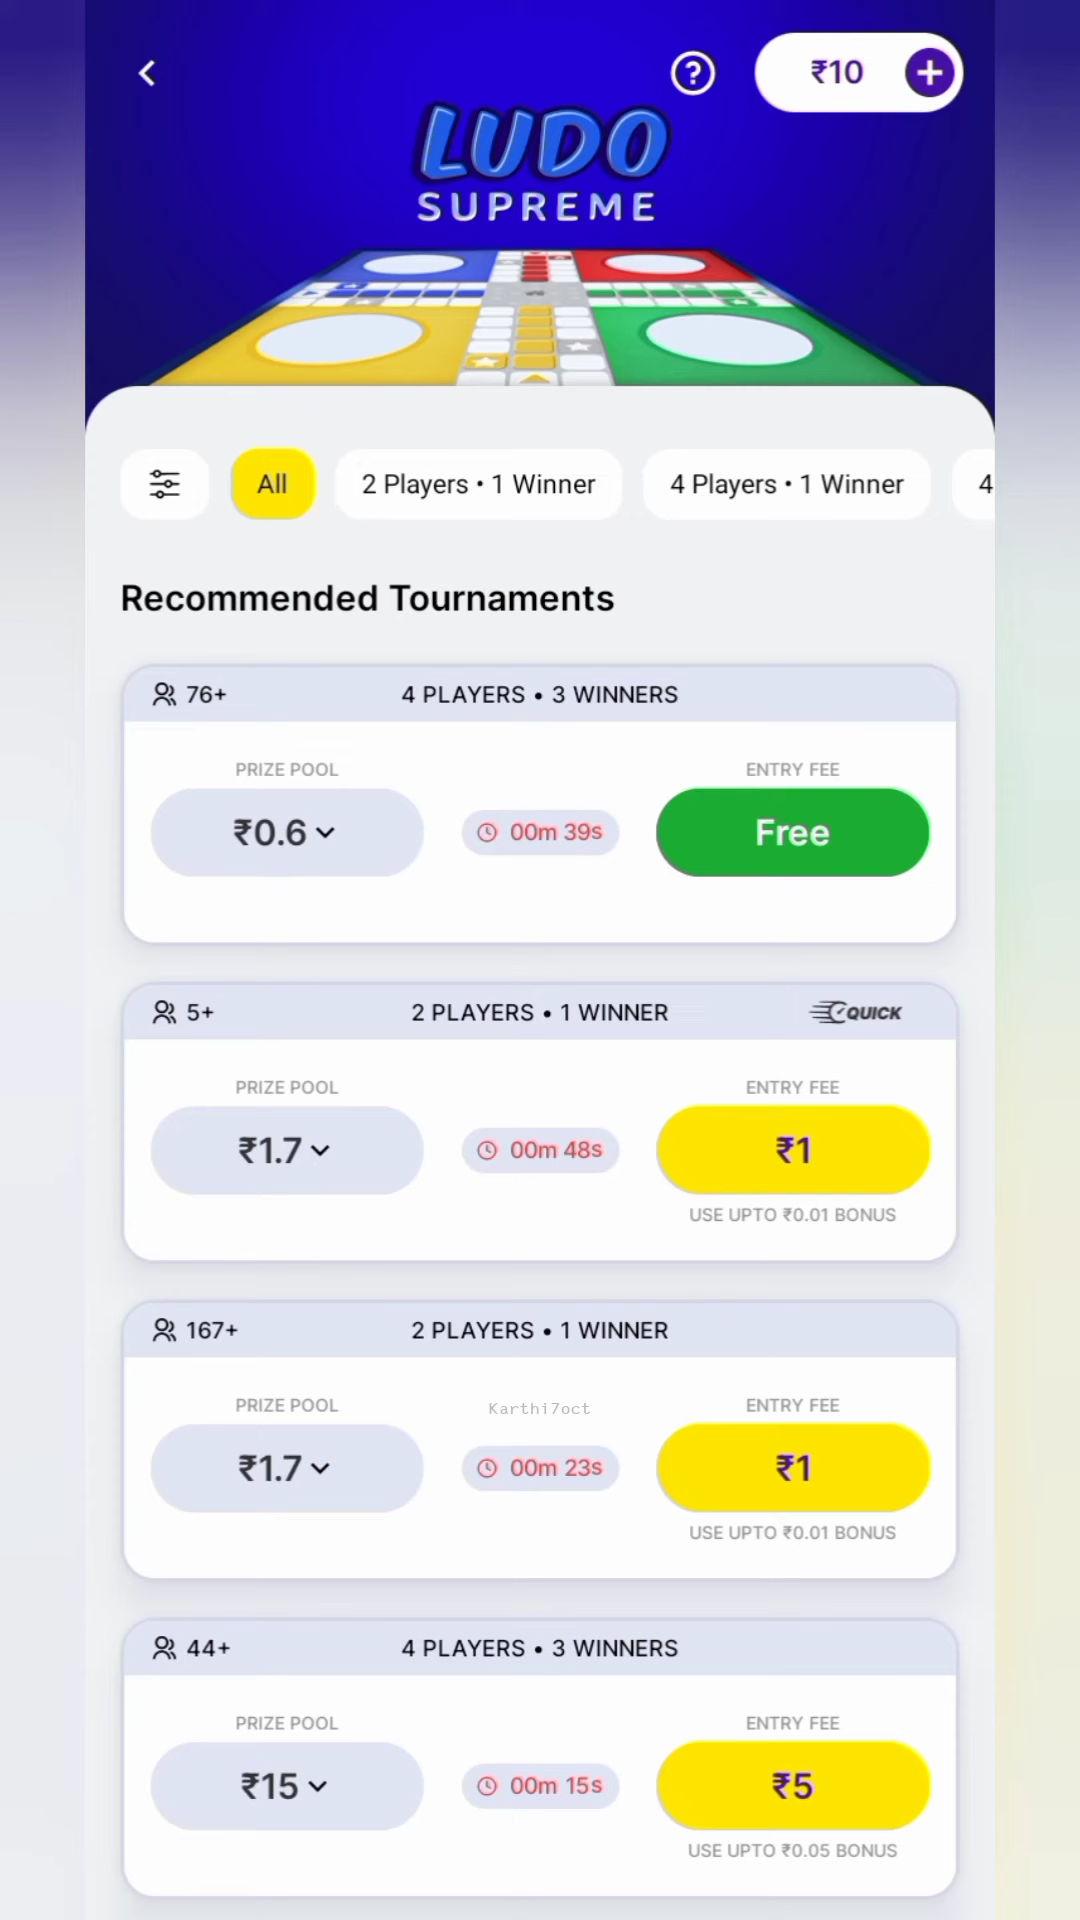 ₹10
LUDO
SUPREME
All
2 Players • 1 Winner
4 Players • 1 Winner
4
Recommended Tournaments
76+
4 PLAYERS • 3 WINNERS
PRIZE POOL
ENTRY FEE
₹0.6
00m 39s
Free
5+
2 PLAYERS • 1 WINNER
QUICK
PRIZE POOL
ENTRY FEE
₹1.7
00m 48s
₹1
USE UPTO ₹0.01 BONUS
167+
2 PLAYERS • 1 WINNER
PRIZE POOL
Karthi7oct
ENTRY FEE
₹1.7
00m 23s
₹1
USE UPTO ₹0.01 BONUS
44+
4 PLAYERS • 3 WINNERS
PRIZE POOL
ENTRY FEE
₹15
00m 15s
₹5
USE UPTO ₹0.05 BONUS